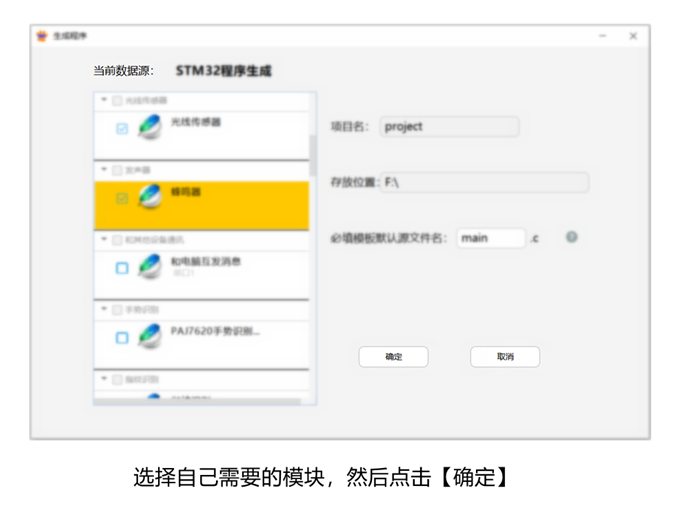 生成程序
当前数据源： STM32程序生成
光线传感器
光线传感器
项目名： project
发声器
存放位置： F:\
蜂鸣器
和其他设备通讯
必填模板默认源文件名： main .c
和电脑互发消息
串口1
手势识别
PAJ7620手势识别...
确定 取消
指纹识别
选择自己需要的模块，然后点击【确定】